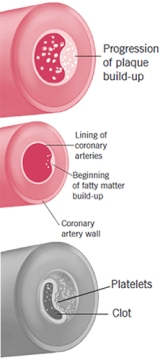 Progression
of plaque
build-up
Lining of
coronary
arteries
Beginning
of fatty matter
build-up
Coronary
artery wall
Platelets
Clot